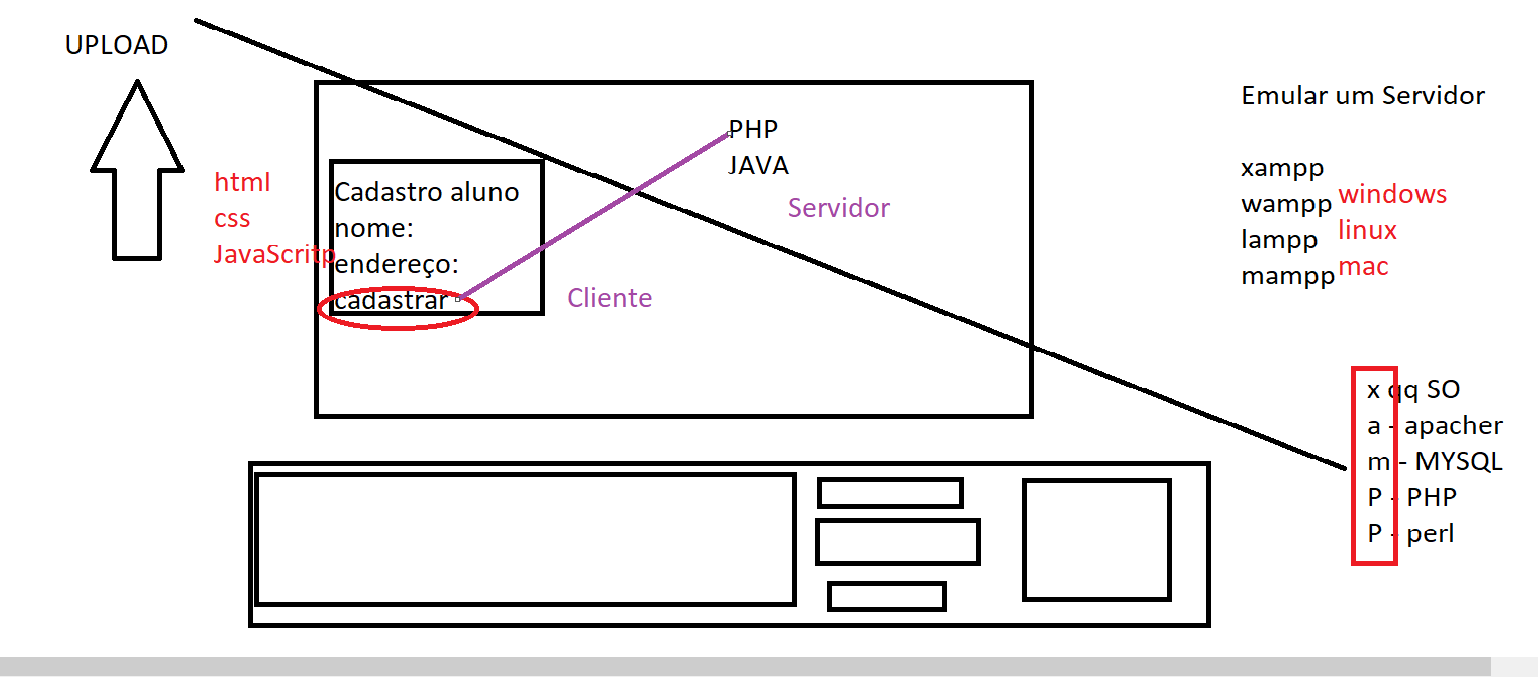 UPLOAD
html
css
JavaScritp
Cadastro aluno
nome:
endereço:
cadastrar
PHP
JAVA
Servidor
Cliente
Emular um Servidor
xampp
wampp windows
lampp linux
mampp mac
x qq SO
a - apacher
m - MYSQL
P - PHP
P - perl